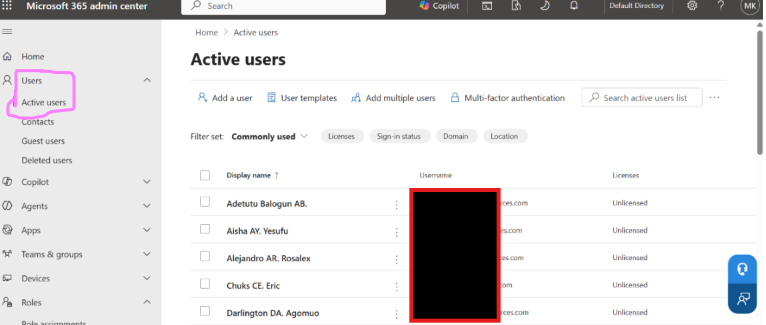 Microsoft 365 admin center
Search
Copilot
Default Directory
?
MK
Home
Users
Active users
Contacts
Guest users
Deleted users
Copilot
Agents
Apps
Teams & groups
Devices
Roles
Role assignments
Home > Active users
Active users
Add a user
User templates
Add multiple users
Multi-factor authentication
Search active users list
...
Filter set: Commonly used
Licenses
Sign-in status
Domain
Location
Display name ↑ Username Licenses
Adetutu Balogun AB. rces.com Unlicensed
Aisha AY. Yesufu es.com Unlicensed
Alejandro AR. Rosalex rces.com Unlicensed
Chuks CE. Eric com Unlicensed
Darlington DA. Agomuo rces.com Unlicensed